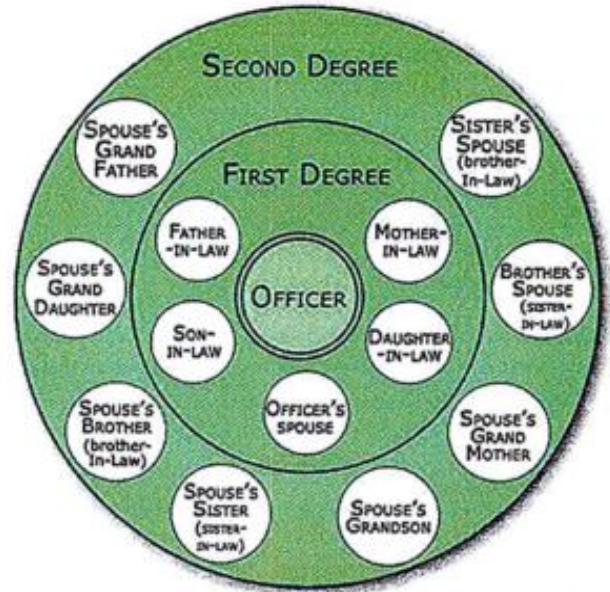 SECOND DEGREE
SPOUSE'S
GRAND
FATHER
SISTER'S
SPOUSE
(brother-
In-Law)
FIRST DEGREE
FATHER
-IN-LAW
MOTHER-
IN-LAW
SPOUSE'S
GRAND
DAUGHTER
OFFICER
BROTHER'S
SPOUSE
(SISTER-
IN-LAW)
SON-
IN-LAW
DAUGHTER
-IN-LAW
SPOUSE'S
BROTHER
(brother-
In-Law)
OFFICER'S
SPOUSE
SPOUSE'S
GRAND
MOTHER
SPOUSE'S
SISTER
(SISTER-
IN-LAW)
SPOUSE'S
GRANDSON